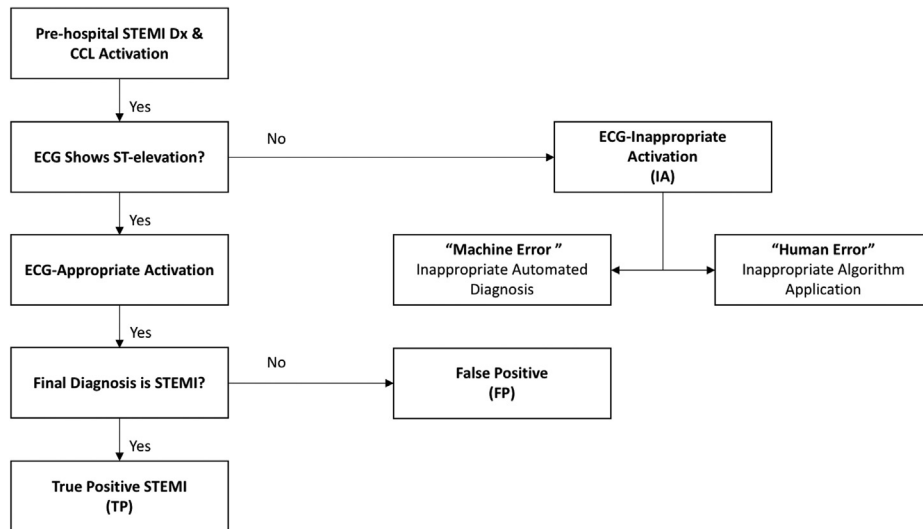 Pre-hospital STEMI Dx &
CCL Activation
Yes
ECG Shows ST-elevation?
No
ECG-Inappropriate
Activation
(IA)
Yes
"Machine Error "
Inappropriate Automated
Diagnosis
"Human Error"
Inappropriate Algorithm
Application
ECG-Appropriate Activation
Yes
Final Diagnosis is STEMI?
No
False Positive
(FP)
Yes
True Positive STEMI
(TP)